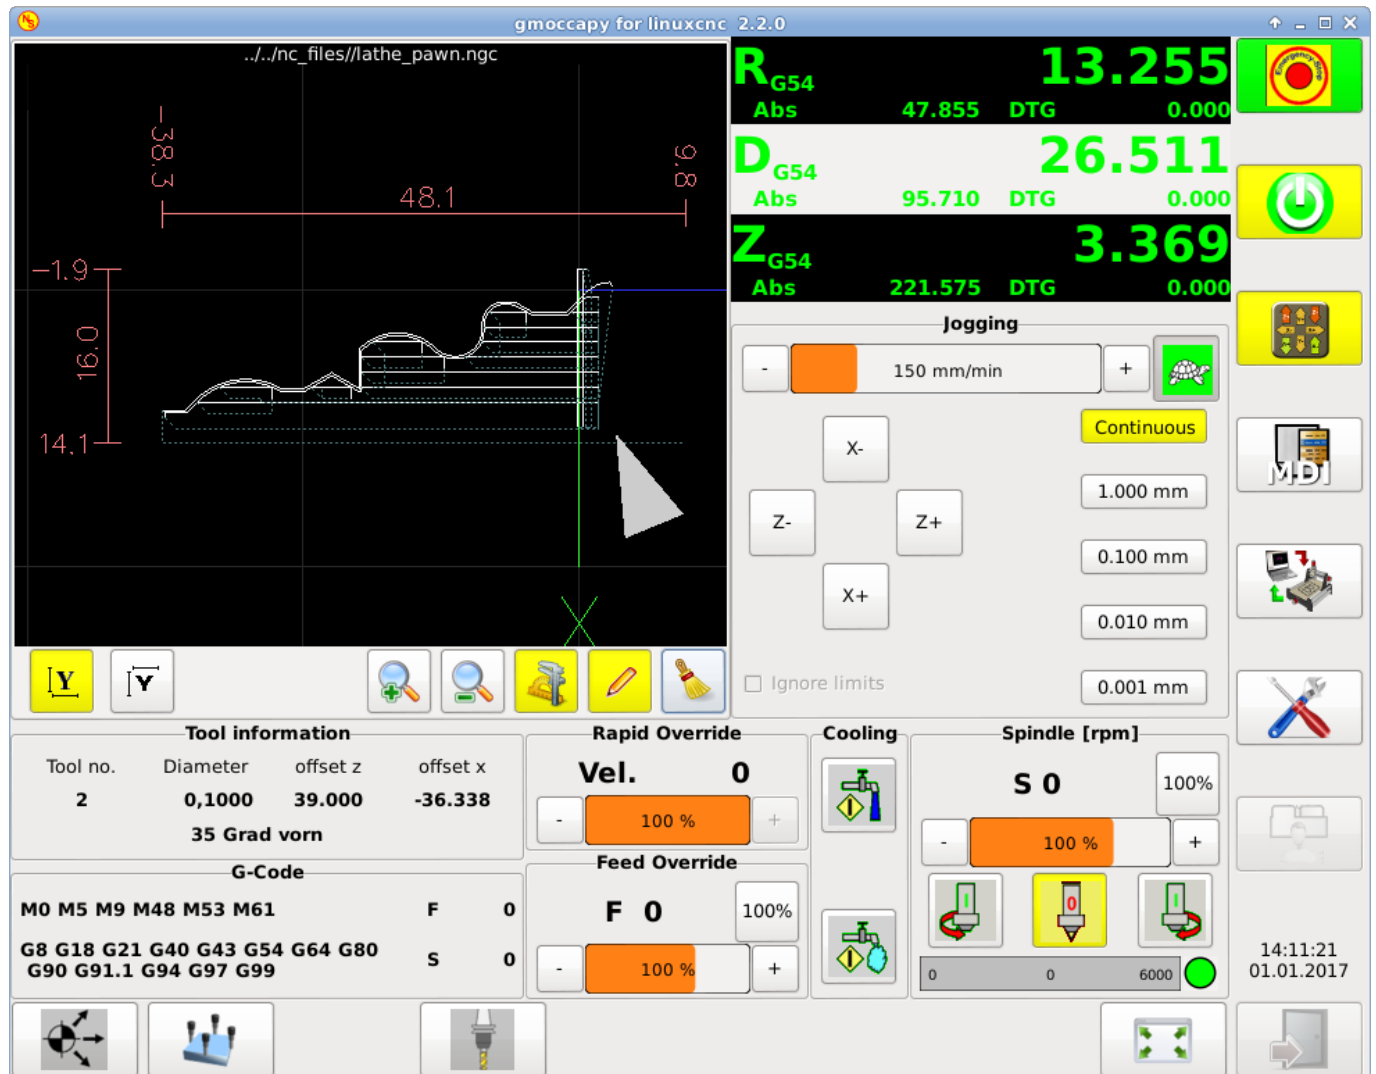 gmoccapy for linuxcnc 2.2.0
../../nc_files//lathe_pawn.ngc
-38.3
9.8
48.1
-1.9
16.0
14.1
X
R G54 13.255
Abs 47.855 DTG 0.000
D G54 26.511
Abs 95.710 DTG 0.000
Z G54 3.369
Abs 221.575 DTG 0.000
Emergency-Stop
Jogging
- 150 mm/min +
Continuous
X-
1.000 mm
MDI
Z- Z+
0.100 mm
X+
0.010 mm
Ignore limits
0.001 mm
Y Y
Tool information
Tool no. Diameter offset z offset x
2 0,1000 39.000 -36.338
35 Grad vorn
Rapid Override
Vel. 0
- 100 % +
Cooling
Spindle [rpm]
S 0 100%
- 100 % +
I 0 I
0 0 6000
G-Code
M0 M5 M9 M48 M53 M61 F 0
G8 G18 G21 G40 G43 G54 G64 G80
G90 G91.1 G94 G97 G99 S 0
Feed Override
F 0 100%
- 100 % +
14:11:21
01.01.2017